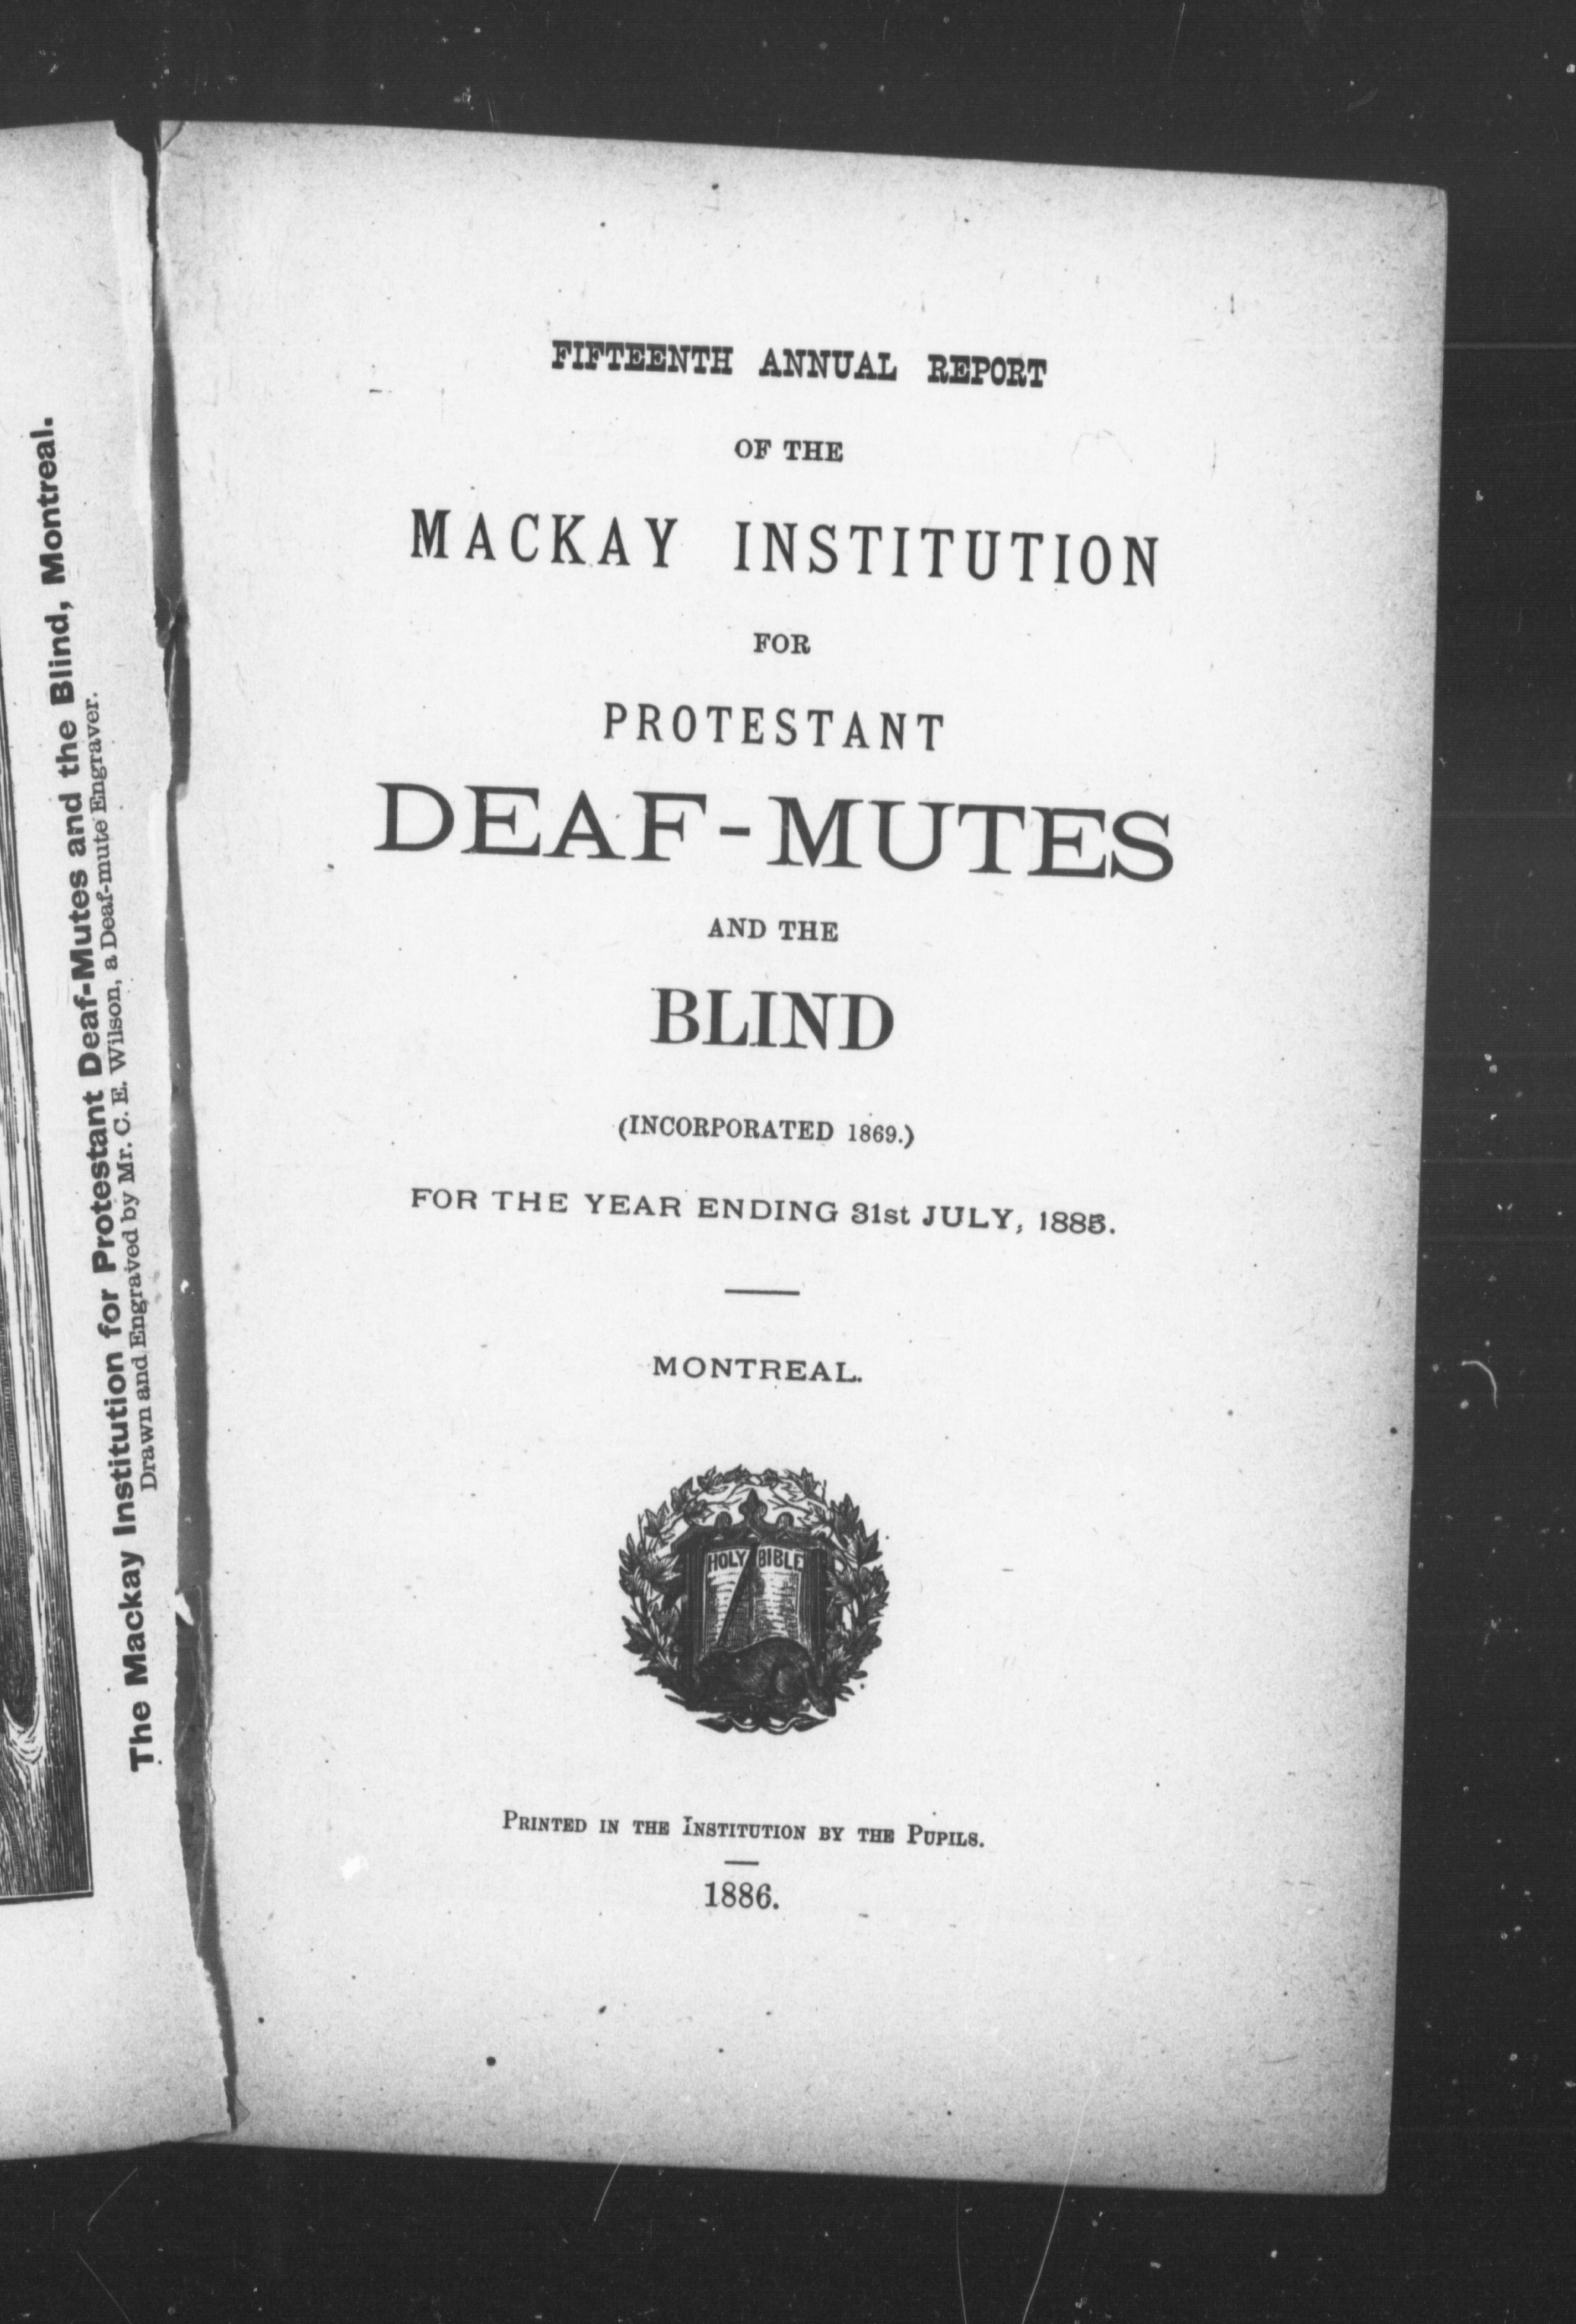 The Mackay Institution for Protestant Deaf-Mutes and the Blind, Montreal.
Drawn and Engraved by Mr. C. E. Wilson, a Deaf-mute Engraver.
FIFTEENTH ANNUAL REPORT
OF THE
MACKAY INSTITUTION
FOR
PROTESTANT
DEAF-MUTES
AND THE
BLIND
(INCORPORATED 1869.)
FOR THE YEAR ENDING 31st JULY, 1885.
MONTREAL.
HOLY BIBLE
PRINTED IN THE INSTITUTION BY THE PUPILS.
1886.